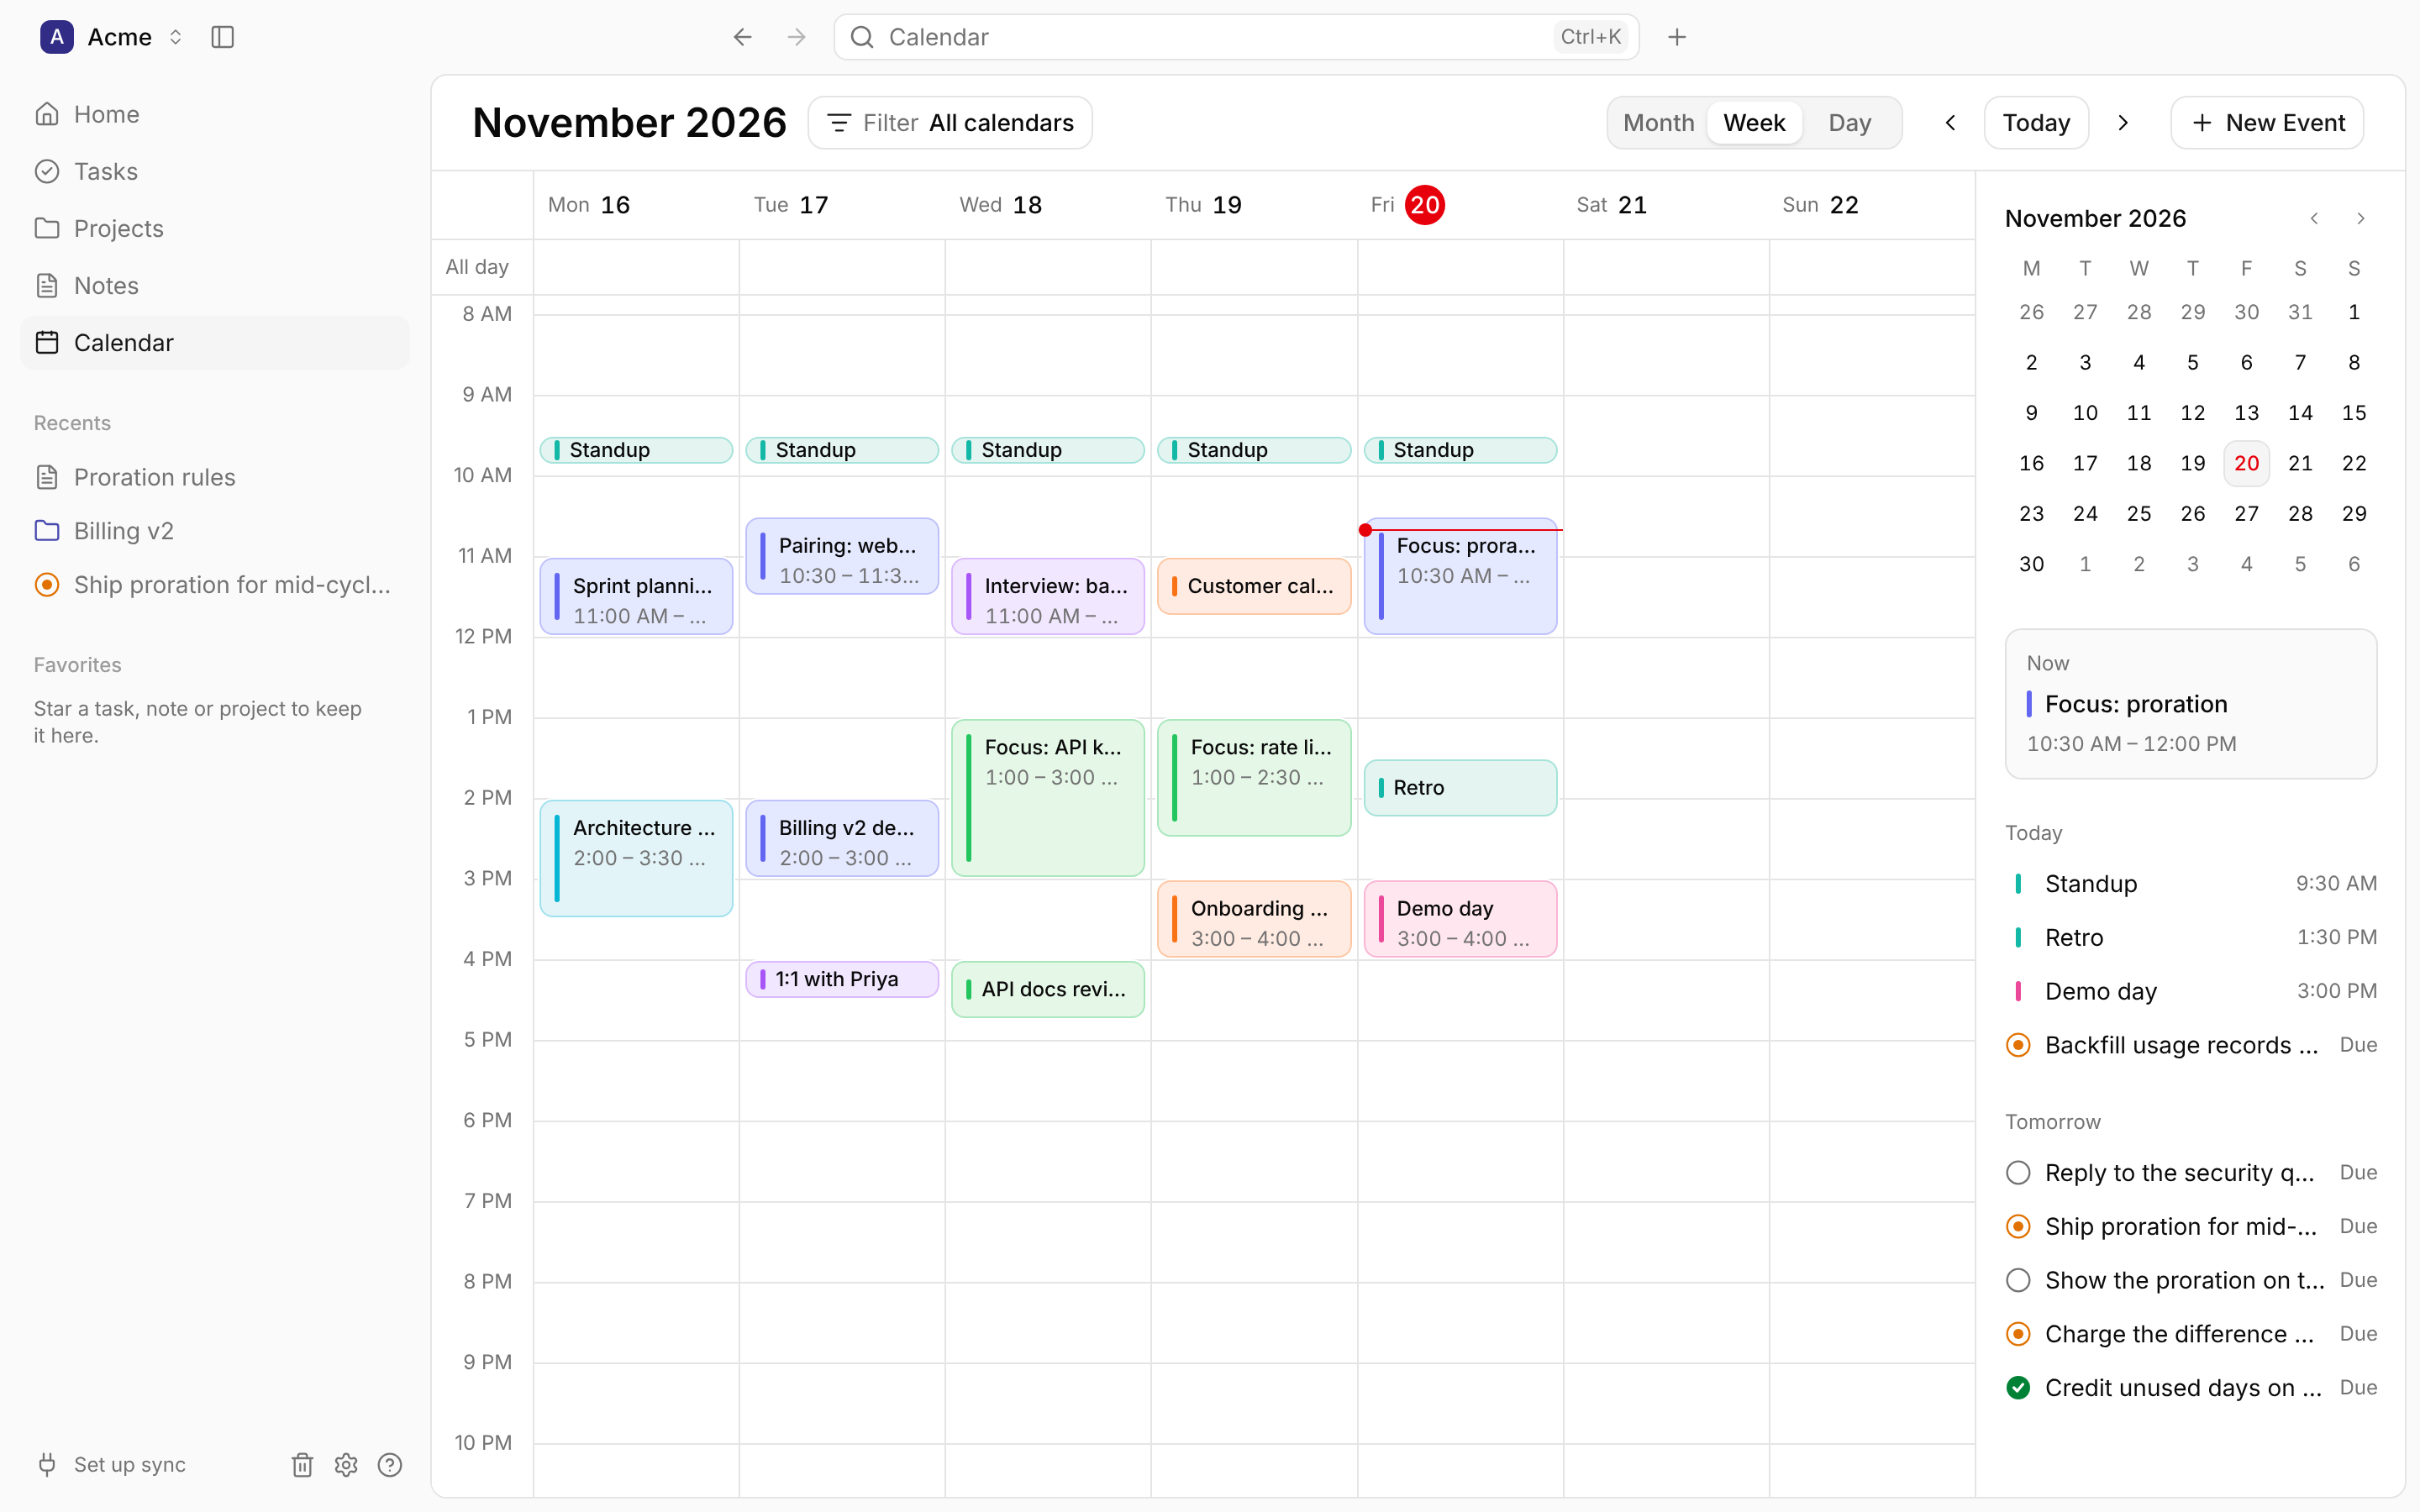 A Acme
Calendar Ctrl+K
Home
Tasks
Projects
Notes
Calendar
Recents
Proration rules
Billing v2
Ship proration for mid-cycl...
Favorites
Star a task, note or project to keep
it here.
Set up sync
November 2026 Filter All calendars Month Week Day Today New Event
Mon 16 Tue 17 Wed 18 Thu 19 Fri 20 Sat 21 Sun 22
All day
8 AM
9 AM
Standup Standup Standup Standup Standup
10 AM
Pairing: web... Focus: prora...
10:30 – 11:3... 10:30 AM – ...
11 AM
Sprint planni... Interview: ba... Customer cal...
11:00 AM – ... 11:00 AM – ...
12 PM
1 PM
Focus: API k... Focus: rate li...
1:00 – 3:00 ... 1:00 – 2:30 ...
Retro
2 PM
Architecture ... Billing v2 de...
2:00 – 3:30 ... 2:00 – 3:00 ...
3 PM
Onboarding ... Demo day
3:00 – 4:00 ... 3:00 – 4:00 ...
4 PM
1:1 with Priya API docs revi...
5 PM
6 PM
7 PM
8 PM
9 PM
10 PM
November 2026
M T W T F S S
26 27 28 29 30 31 1
2 3 4 5 6 7 8
9 10 11 12 13 14 15
16 17 18 19 20 21 22
23 24 25 26 27 28 29
30 1 2 3 4 5 6
Now
Focus: proration
10:30 AM – 12:00 PM
Today
Standup 9:30 AM
Retro 1:30 PM
Demo day 3:00 PM
Backfill usage records ... Due
Tomorrow
Reply to the security q... Due
Ship proration for mid-... Due
Show the proration on t... Due
Charge the difference ... Due
Credit unused days on ... Due